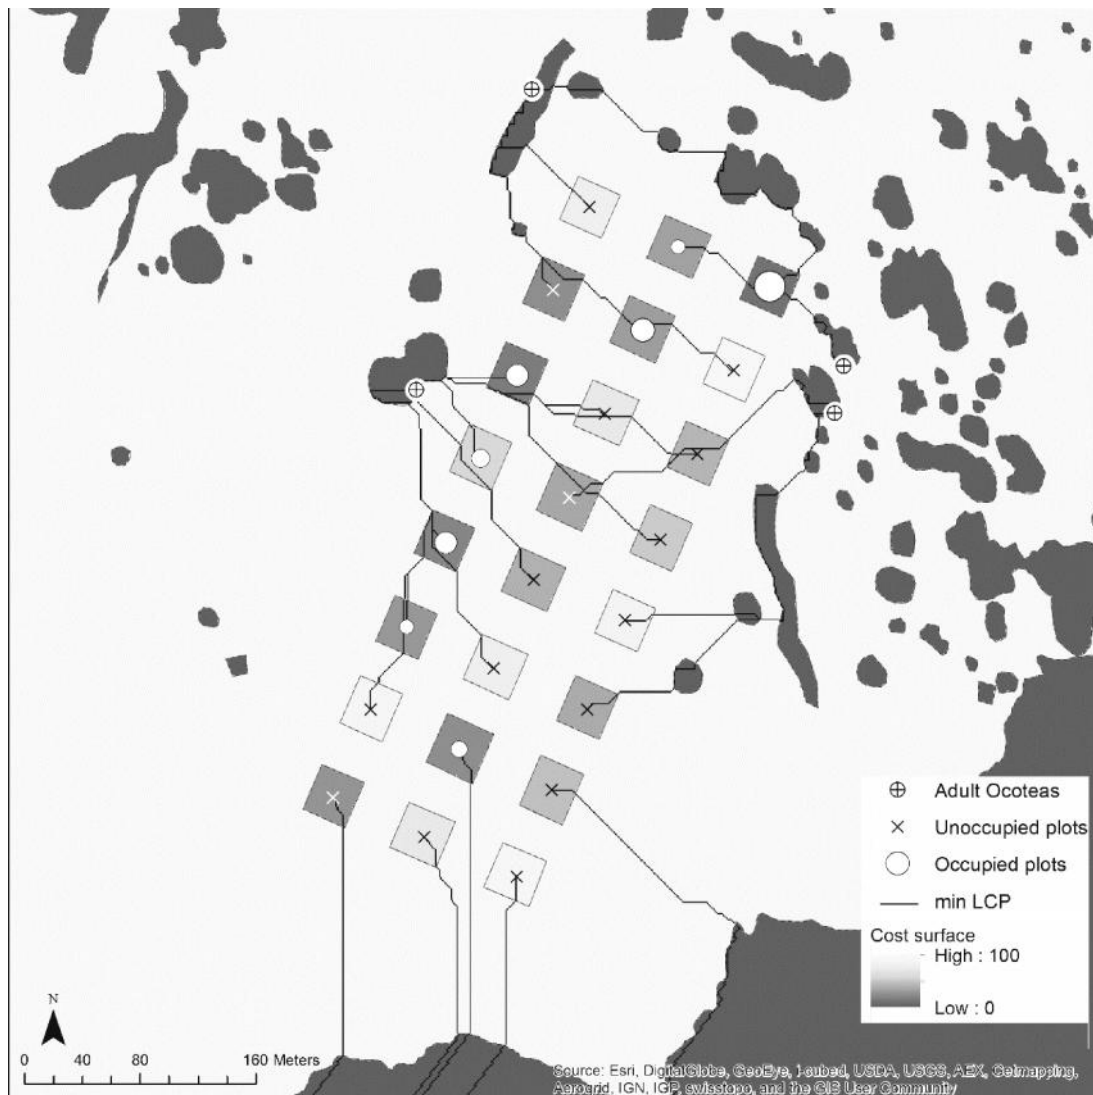 Adult Ocoteas
Unoccupied plots
Occupied plots
min LCP
Cost surface
High : 100
Low : 0
N
0 40 80 160 Meters
Source: Esri, DigitalGlobe, GeoEye, i-cubed, USDA, USGS, AEX, Getmapping,
Aerogrid, IGN, IGP, swisstopo, and the GIS User Community